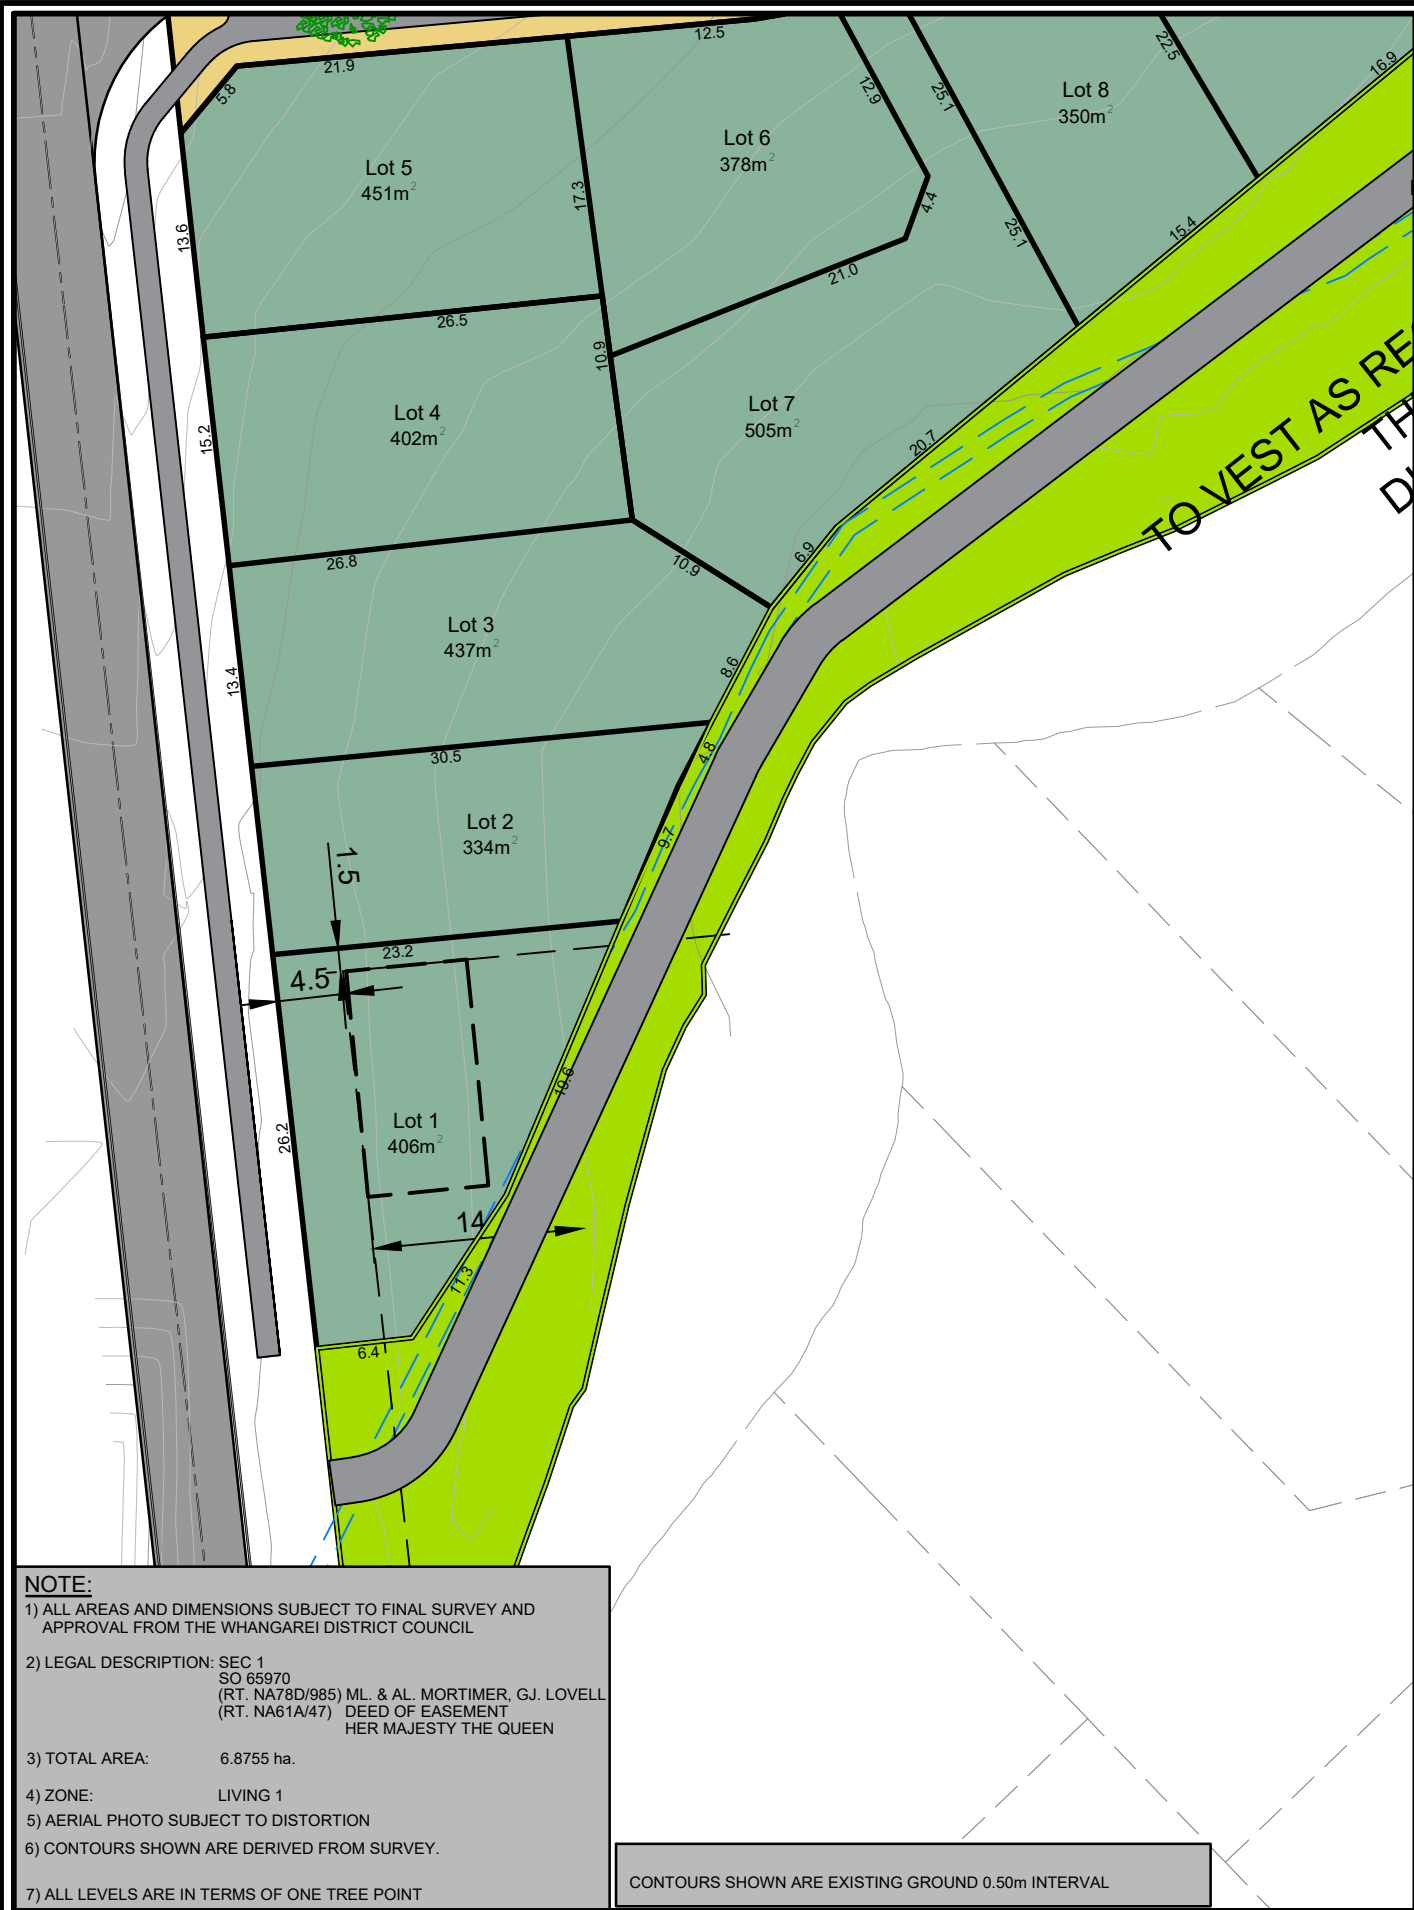 12.5
21.9
5.8
12.9
25.1
22.5
16.9
Lot 8
350m²
Lot 6
378m²
Lot 5
451m²
17.3
4.4
13.6
25.1
15.4
21.0
26.5
10.9
Lot 4
402m²
Lot 7
505m²
15.2
20.7
TO VEST AS RE
TH
DI
26.8
10.9
6.9
Lot 3
437m²
13.4
8.6
30.5
4.8
Lot 2
334m²
9.7
1.5
23.2
4.5
19.6
Lot 1
406m²
26.2
14
11.3
6.4
NOTE:
1) ALL AREAS AND DIMENSIONS SUBJECT TO FINAL SURVEY AND
APPROVAL FROM THE WHANGAREI DISTRICT COUNCIL
2) LEGAL DESCRIPTION: SEC 1
SO 65970
(RT. NA78D/985) ML. & AL. MORTIMER, GJ. LOVELL
(RT. NA61A/47) DEED OF EASEMENT
HER MAJESTY THE QUEEN
3) TOTAL AREA: 6.8755 ha.
4) ZONE: LIVING 1
5) AERIAL PHOTO SUBJECT TO DISTORTION
6) CONTOURS SHOWN ARE DERIVED FROM SURVEY.
7) ALL LEVELS ARE IN TERMS OF ONE TREE POINT
CONTOURS SHOWN ARE EXISTING GROUND 0.50m INTERVAL